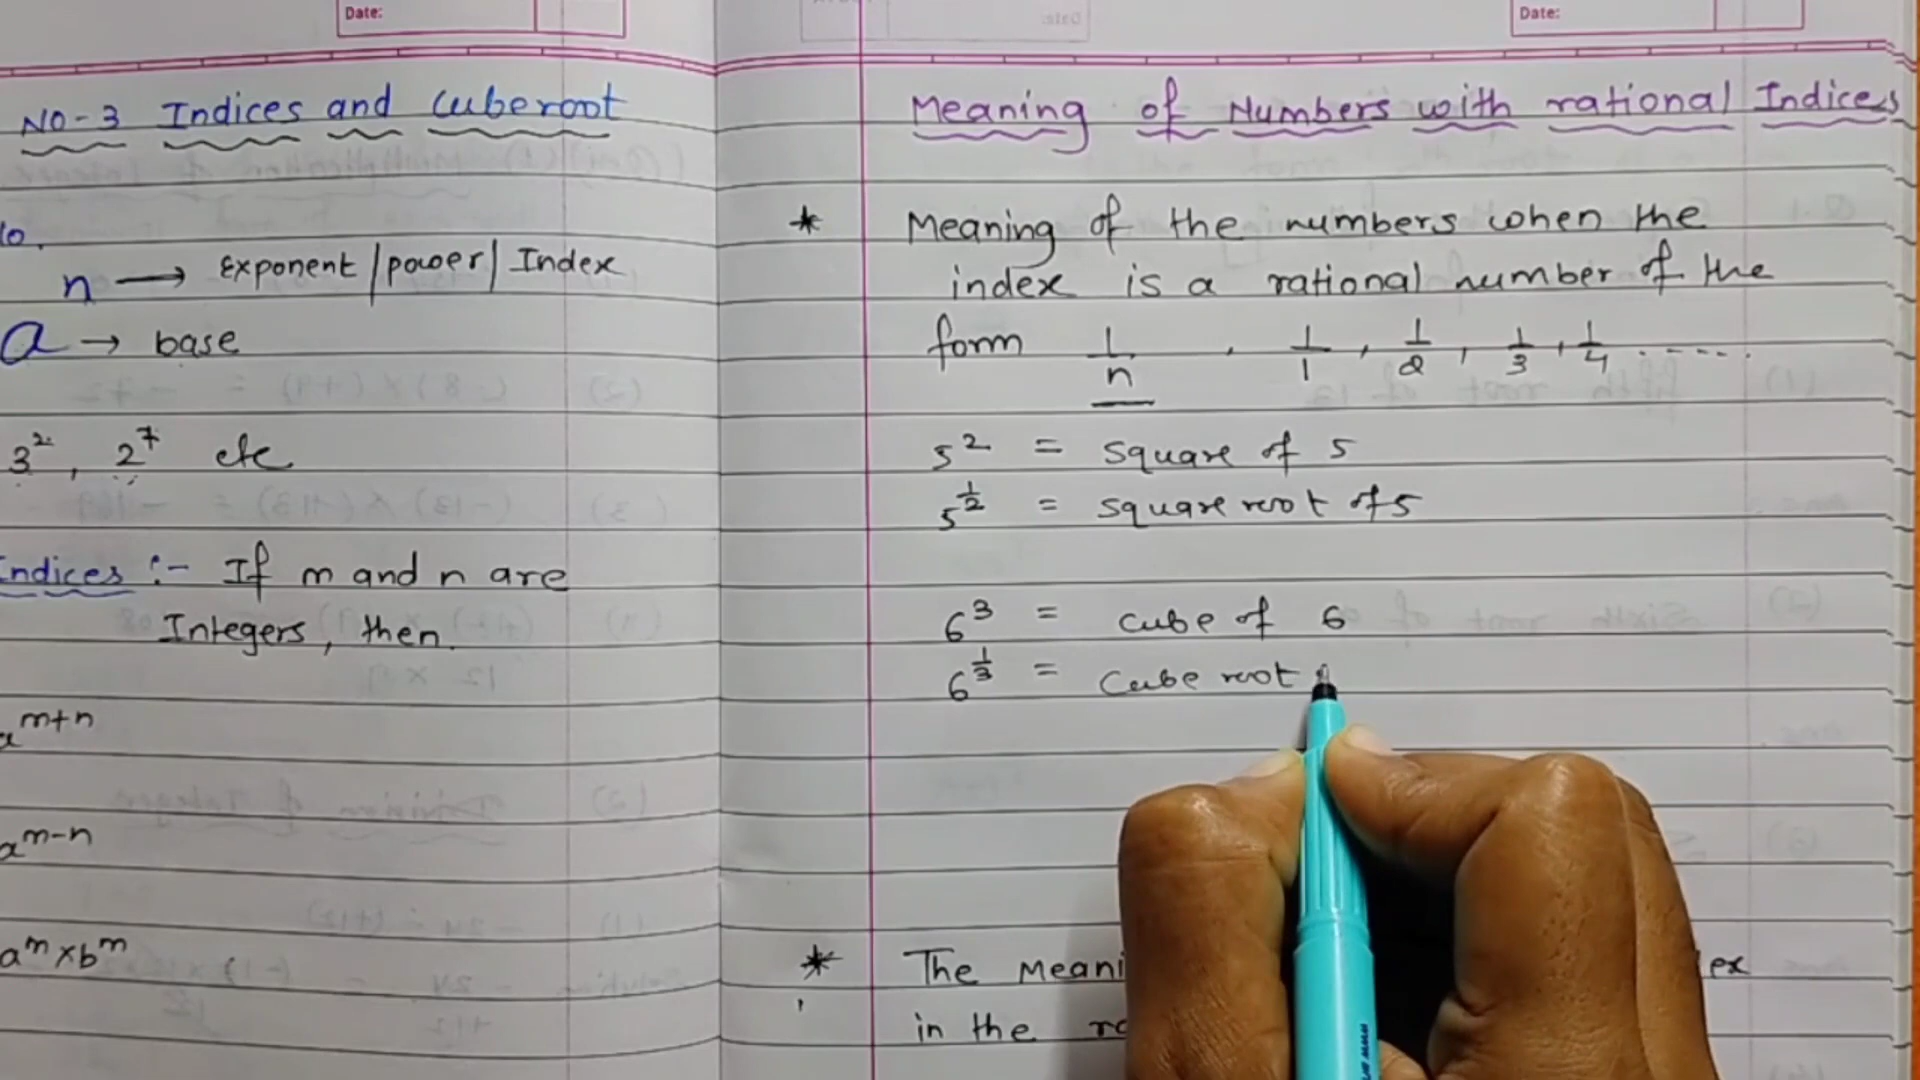 Date:
NO-3 Indices and cuberoot
n → Exponent / power / Index
a → base
3², 2⁷ etc
Indices :- If m and n are
Integers, then.
a^{m+n}
a^{m-n}
a^m × b^m
Date:
Meaning of Numbers with rational Indices
* Meaning of the numbers when the
index is a rational number of the
form 1/n , 1/1 , 1/2 , 1/3 , 1/4 .....
5² = square of 5
5^{1/2} = square root of 5
6³ = cube of 6
6^{1/3} = Cube root
* The Meani
in the